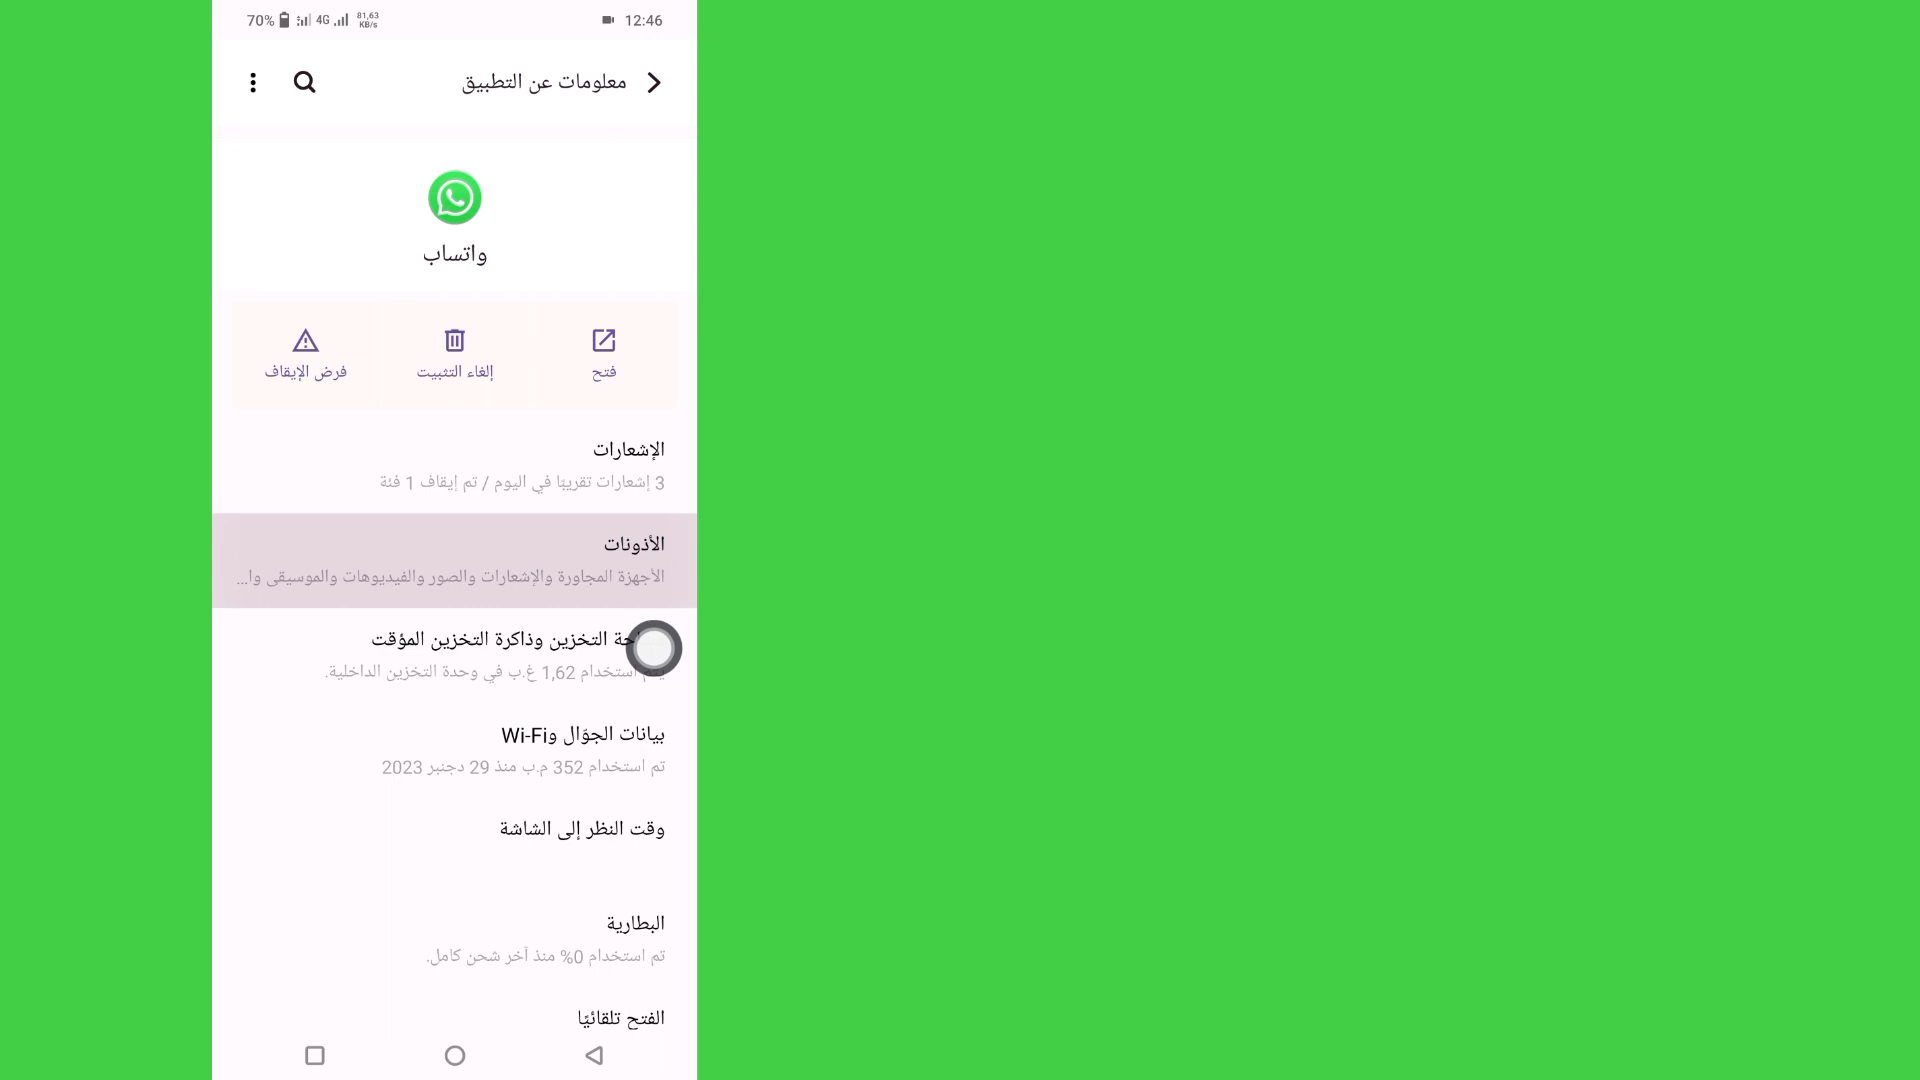 70% 4G 81,63 KB/s 12:46
معلومات عن التطبيق
واتساب
فتح
إلغاء التثبيت
فرض الإيقاف
الإشعارات
3 إشعارات تقريبًا في اليوم / تم إيقاف 1 فئة
الأذونات
الأجهزة المجاورة والإشعارات والصور والفيديوهات والموسيقى وا...
التخزين وذاكرة التخزين المؤقت
استخدام 1,62 غ.ب في وحدة التخزين الداخلية.
بيانات الجوّال وWi-Fi
تم استخدام 352 م.ب منذ 29 دجنبر 2023
وقت النظر إلى الشاشة
البطارية
تم استخدام 0% منذ آخر شحن كامل.
الفتح تلقائيًا